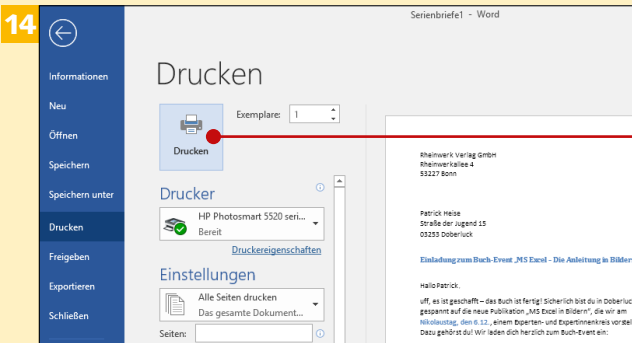 14
Serienbriefe1 - Word
Informationen
Neu
Öffnen
Speichern
Speichern unter
Drucken
Freigeben
Exportieren
Schließen
Drucken
Exemplare: 1
Drucken
Drucker
HP Photosmart 5520 seri...
Bereit
Druckereigenschaften
Einstellungen
Alle Seiten drucken
Das gesamte Dokument...
Seiten:
Rheinwerk Verlag GmbH
Rheinwerkallee 4
53227 Bonn
Patrick Heise
Straße der Jugend 15
03253 Doberluck
Einladung zum Buch-Event „MS Excel – Die Anleitung in Bilder
Hallo Patrick,
uff, es ist geschafft – das Buch ist fertig! Sicherlich bist du in Doberluc
gespannt auf die neue Publikation „MS Excel in Bildern“, die wir am
Nikolaustag, den 6.12., einem Experten- und Expertinnenkreis vorstel
Dazu gehörst du! Wir laden dich herzlich zum Buch-Event ein: